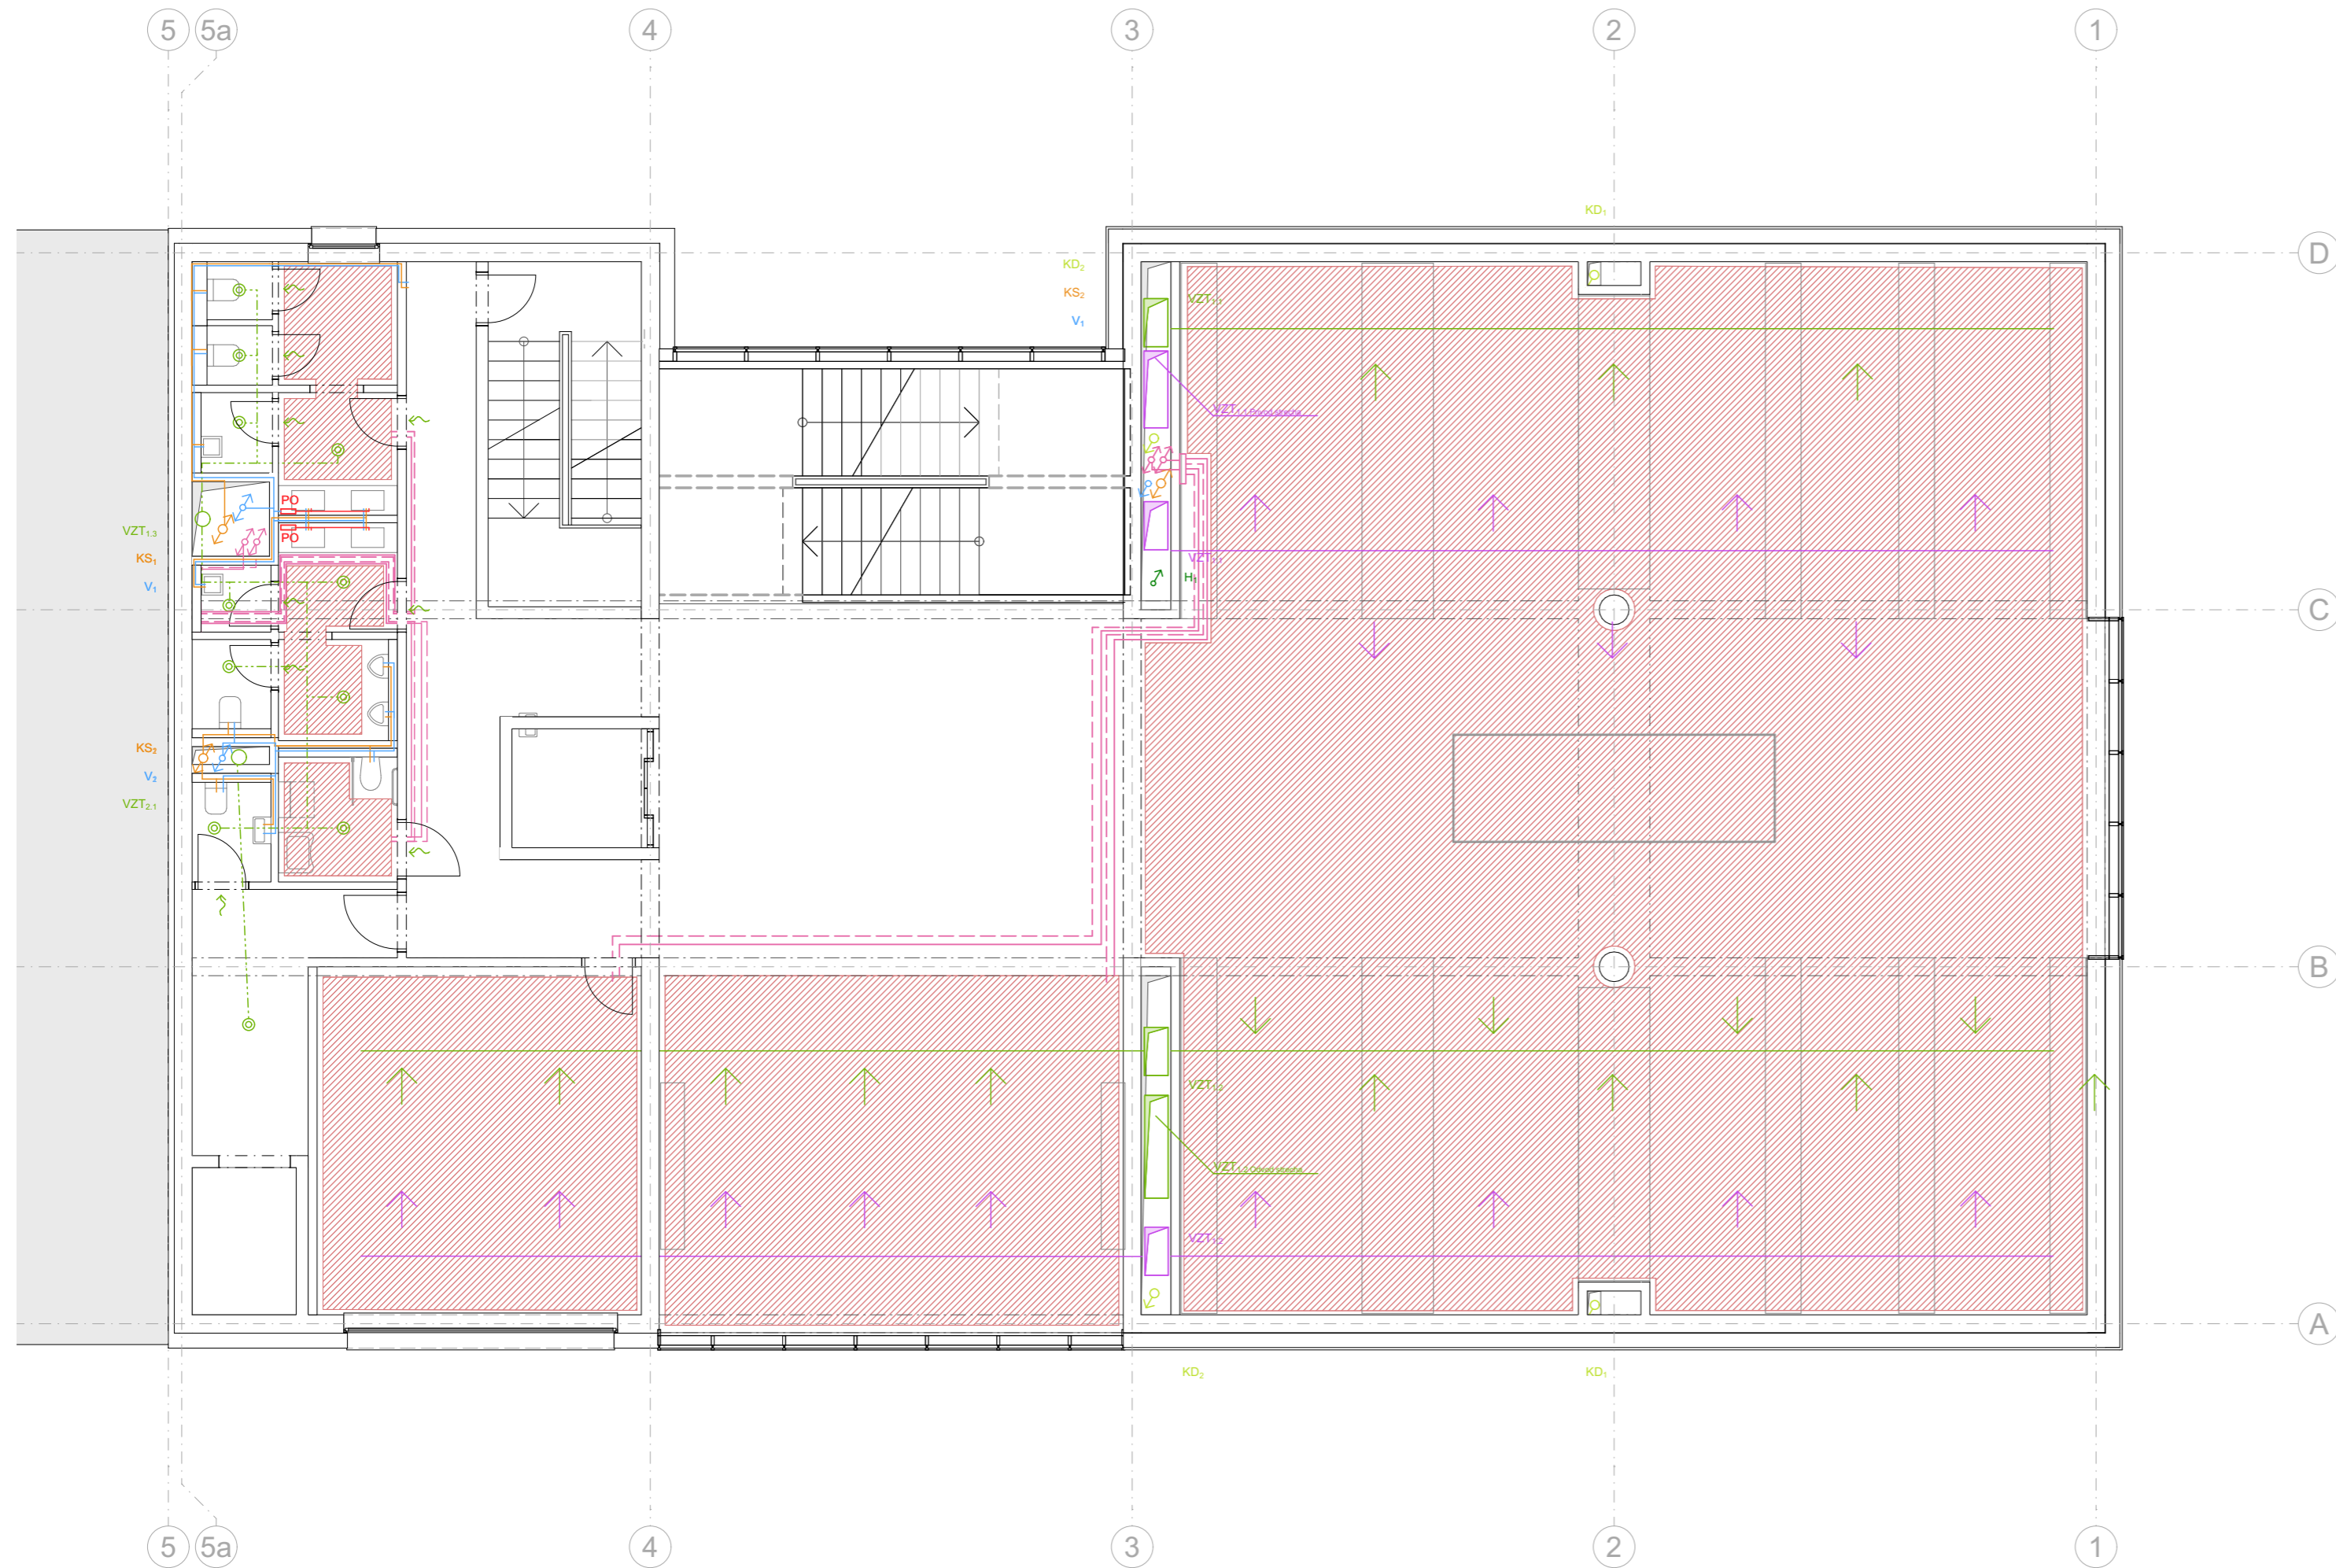 5 5a 4 3 2 1
KD₁
D
KD₂
KS₂
V₁
VZT₁.₁
VZT₁.₁ Prívod strecha
PO
PO
VZT₁.₃
KS₁
V₁
VZT₁.₁
H₁
C
KS₂
V₂
VZT₂.₁
B
VZT₁.₂
VZT₁.₂ Odvod strecha
VZT₁.₂
A
KD₂
KD₁
5 5a 4 3 2 1